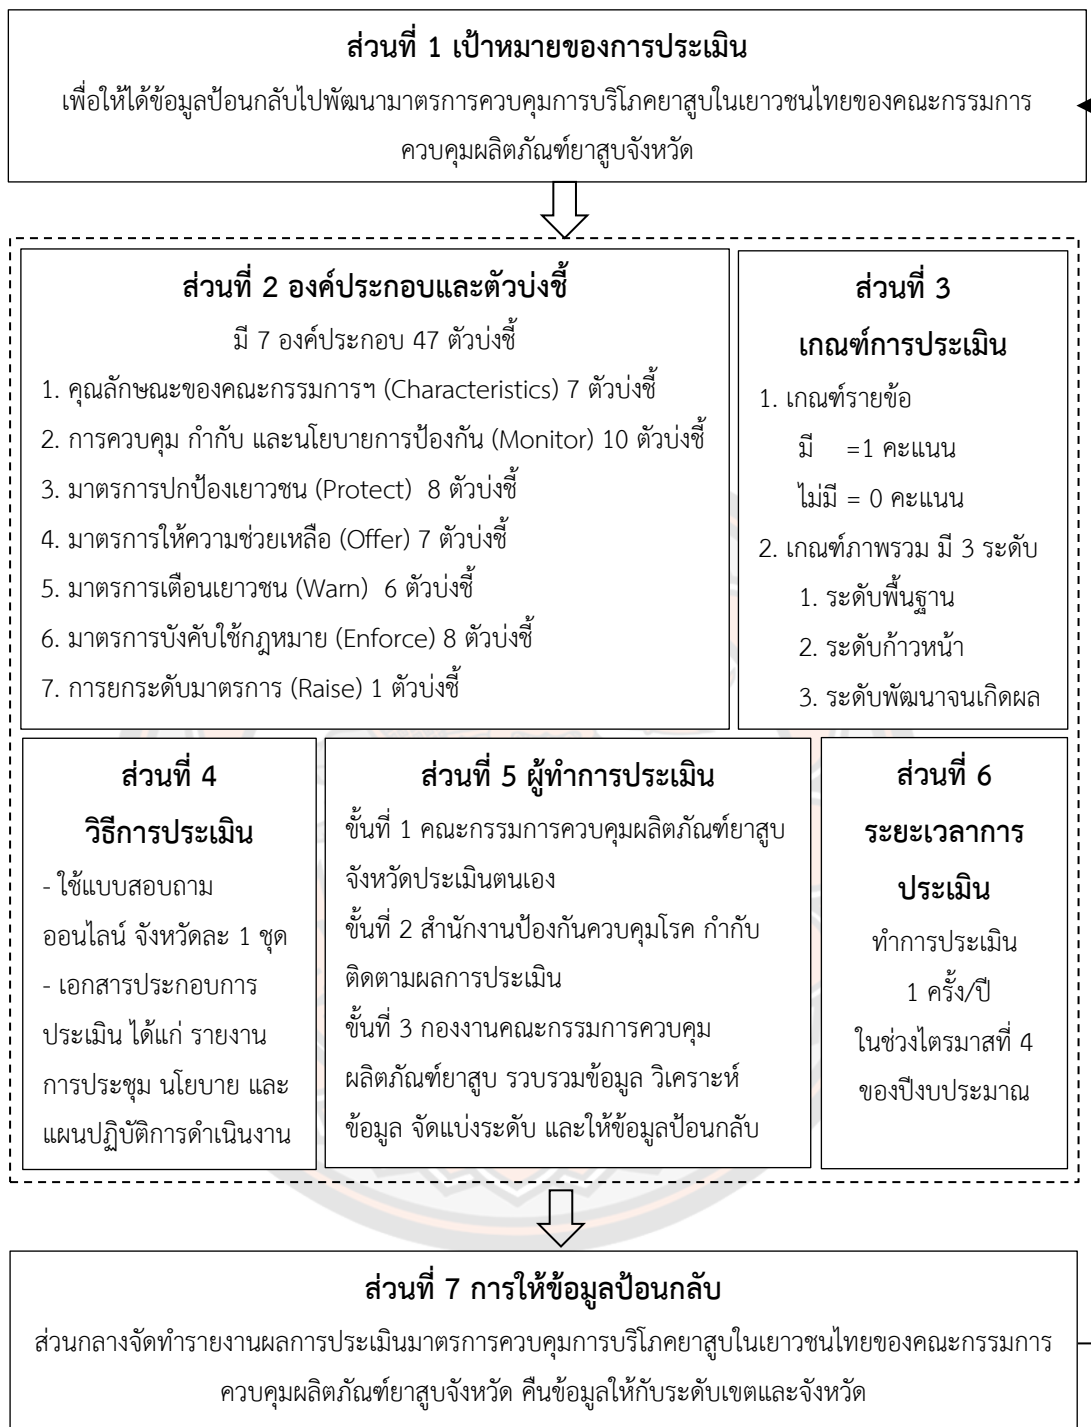 ส่วนที่ 1 เป้าหมายของการประเมิน
เพื่อให้ได้ข้อมูลป้อนกลับไปพัฒนามาตรการควบคุมการบริโภคยาสูบในเยาวชนไทยของคณะกรรมการ
ควบคุมผลิตภัณฑ์ยาสูบจังหวัด
ส่วนที่ 2 องค์ประกอบและตัวบ่งชี้
มี 7 องค์ประกอบ 47 ตัวบ่งชี้
1. คุณลักษณะของคณะกรรมการฯ (Characteristics) 7 ตัวบ่งชี้
2. การควบคุม กำกับ และนโยบายการป้องกัน (Monitor) 10 ตัวบ่งชี้
3. มาตรการปกป้องเยาวชน (Protect) 8 ตัวบ่งชี้
4. มาตรการให้ความช่วยเหลือ (Offer) 7 ตัวบ่งชี้
5. มาตรการเตือนเยาวชน (Warn) 6 ตัวบ่งชี้
6. มาตรการบังคับใช้กฎหมาย (Enforce) 8 ตัวบ่งชี้
7. การยกระดับมาตรการ (Raise) 1 ตัวบ่งชี้
ส่วนที่ 3
เกณฑ์การประเมิน
1. เกณฑ์รายข้อ
มี =1 คะแนน
ไม่มี = 0 คะแนน
2. เกณฑ์ภาพรวม มี 3 ระดับ
1. ระดับพื้นฐาน
2. ระดับก้าวหน้า
3. ระดับพัฒนาจนเกิดผล
ส่วนที่ 4
วิธีการประเมิน
- ใช้แบบสอบถาม
ออนไลน์ จังหวัดละ 1 ชุด
- เอกสารประกอบการ
ประเมิน ได้แก่ รายงาน
การประชุม นโยบาย และ
แผนปฏิบัติการดำเนินงาน
ส่วนที่ 5 ผู้ทำการประเมิน
ขั้นที่ 1 คณะกรรมการควบคุมผลิตภัณฑ์ยาสูบ
จังหวัดประเมินตนเอง
ขั้นที่ 2 สำนักงานป้องกันควบคุมโรค กำกับ
ติดตามผลการประเมิน
ขั้นที่ 3 กองงานคณะกรรมการควบคุม
ผลิตภัณฑ์ยาสูบ รวบรวมข้อมูล วิเคราะห์
ข้อมูล จัดแบ่งระดับ และให้ข้อมูลป้อนกลับ
ส่วนที่ 6
ระยะเวลาการ
ประเมิน
ทำการประเมิน
1 ครั้ง/ปี
ในช่วงไตรมาสที่ 4
ของปีงบประมาณ
ส่วนที่ 7 การให้ข้อมูลป้อนกลับ
ส่วนกลางจัดทำรายงานผลการประเมินมาตรการควบคุมการบริโภคยาสูบในเยาวชนไทยของคณะกรรมการ
ควบคุมผลิตภัณฑ์ยาสูบจังหวัด คืนข้อมูลให้กับระดับเขตและจังหวัด